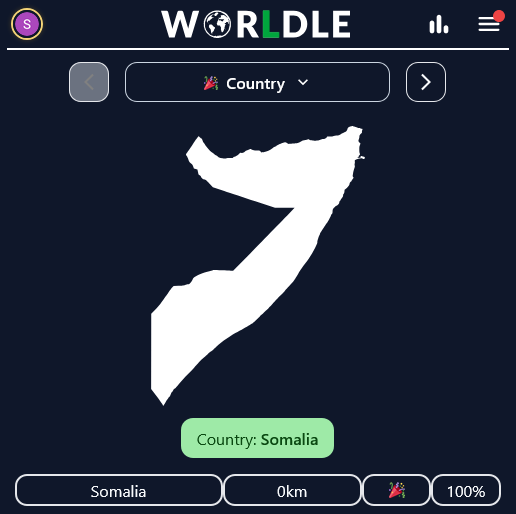 S
WORLDLE
🎉 Country
Country: Somalia
Somalia 0km 🎉 100%